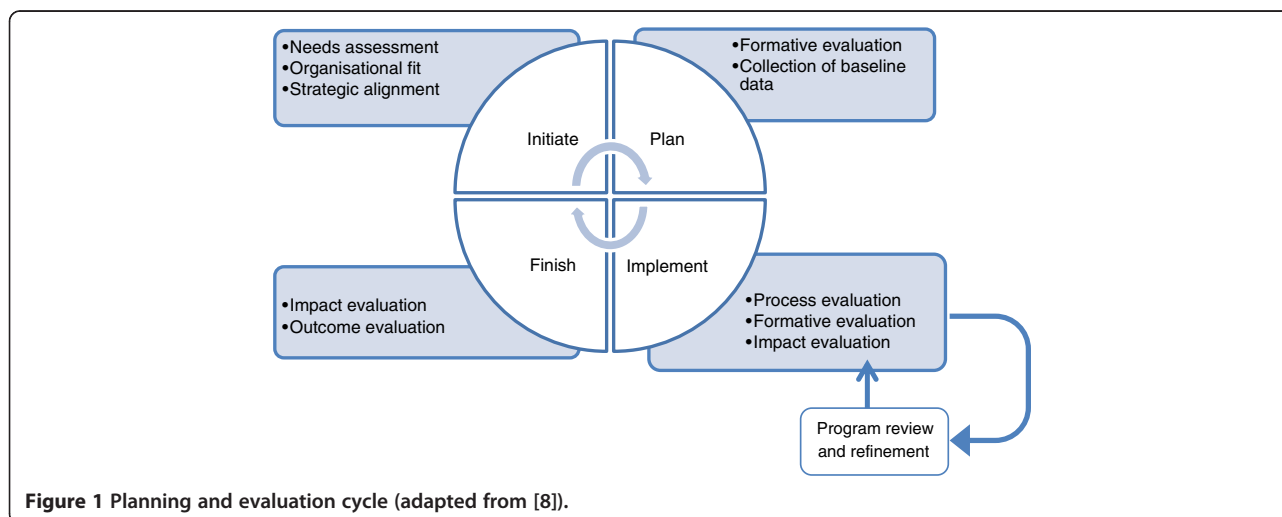 •Needs assessment
•Organisational fit
•Strategic alignment
•Formative evaluation
•Collection of baseline
data
Initiate
Plan
Finish
Implement
•Impact evaluation
•Outcome evaluation
•Process evaluation
•Formative evaluation
•Impact evaluation
Program review
and refinement
Figure 1 Planning and evaluation cycle (adapted from [8]).